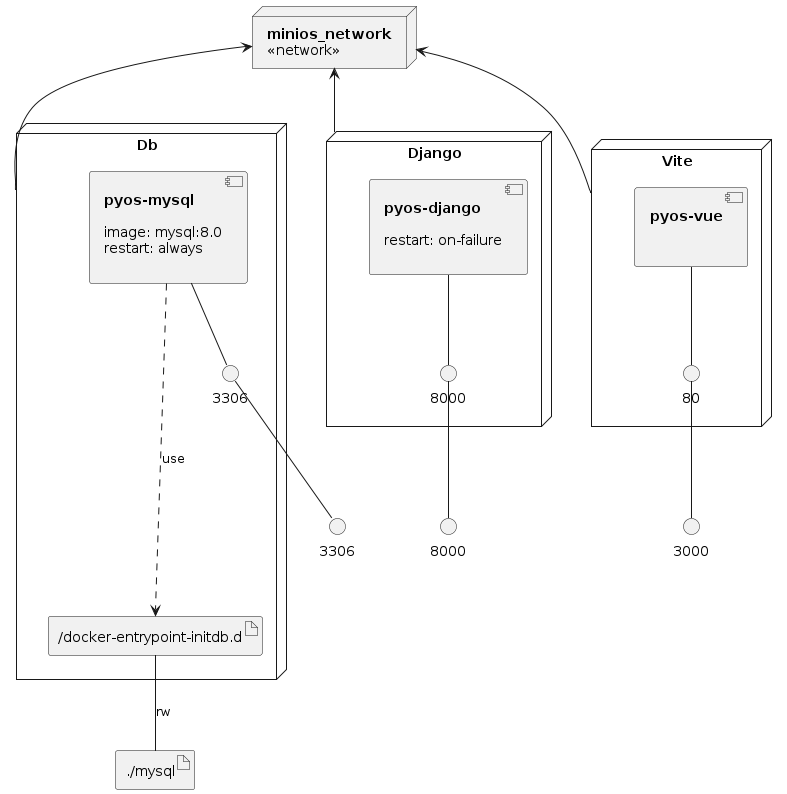 minios_network
«network»
Db
Django
Vite
pyos-mysql
image: mysql:8.0
restart: always
pyos-django
restart: on-failure
pyos-vue
3306
8000
80
use
3306
8000
3000
/docker-entrypoint-initdb.d
rw
./mysql